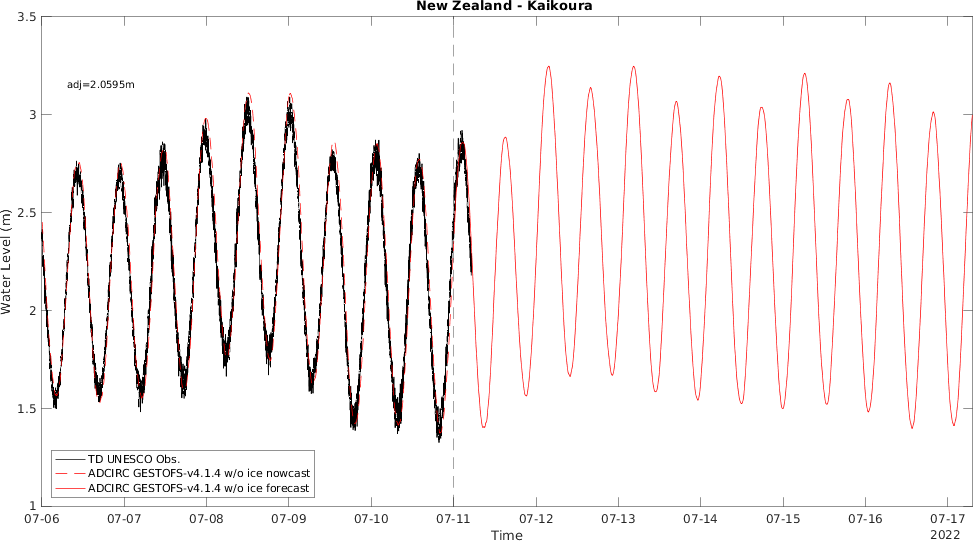 New Zealand - Kaikoura
3.5
3
2.5
2
1.5
1
Water Level (m)
adj=2.0595m
TD UNESCO Obs.
ADCIRC GESTOFS-v4.1.4 w/o ice nowcast
ADCIRC GESTOFS-v4.1.4 w/o ice forecast
07-06 07-07 07-08 07-09 07-10 07-11 07-12 07-13 07-14 07-15 07-16 07-17
Time
2022